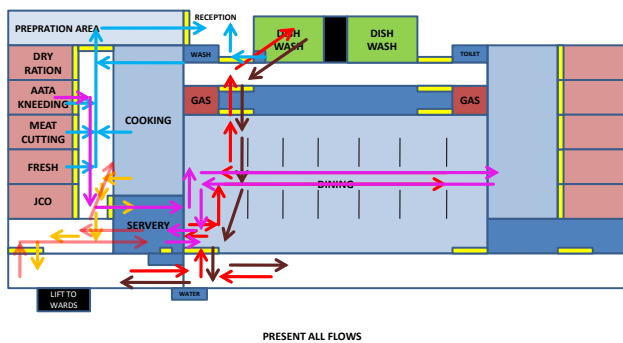 RECEPTION
PREPRATION AREA
DISH
WASH
DISH
WASH
WASH
TOILET
DRY
RATION
AATA
KNEEDING
GAS
GAS
COOKING
MEAT
CUTTING
FRESH
DINING
JCO
SERVERY
LIFT TO
WARDS
WATER
PRESENT ALL FLOWS